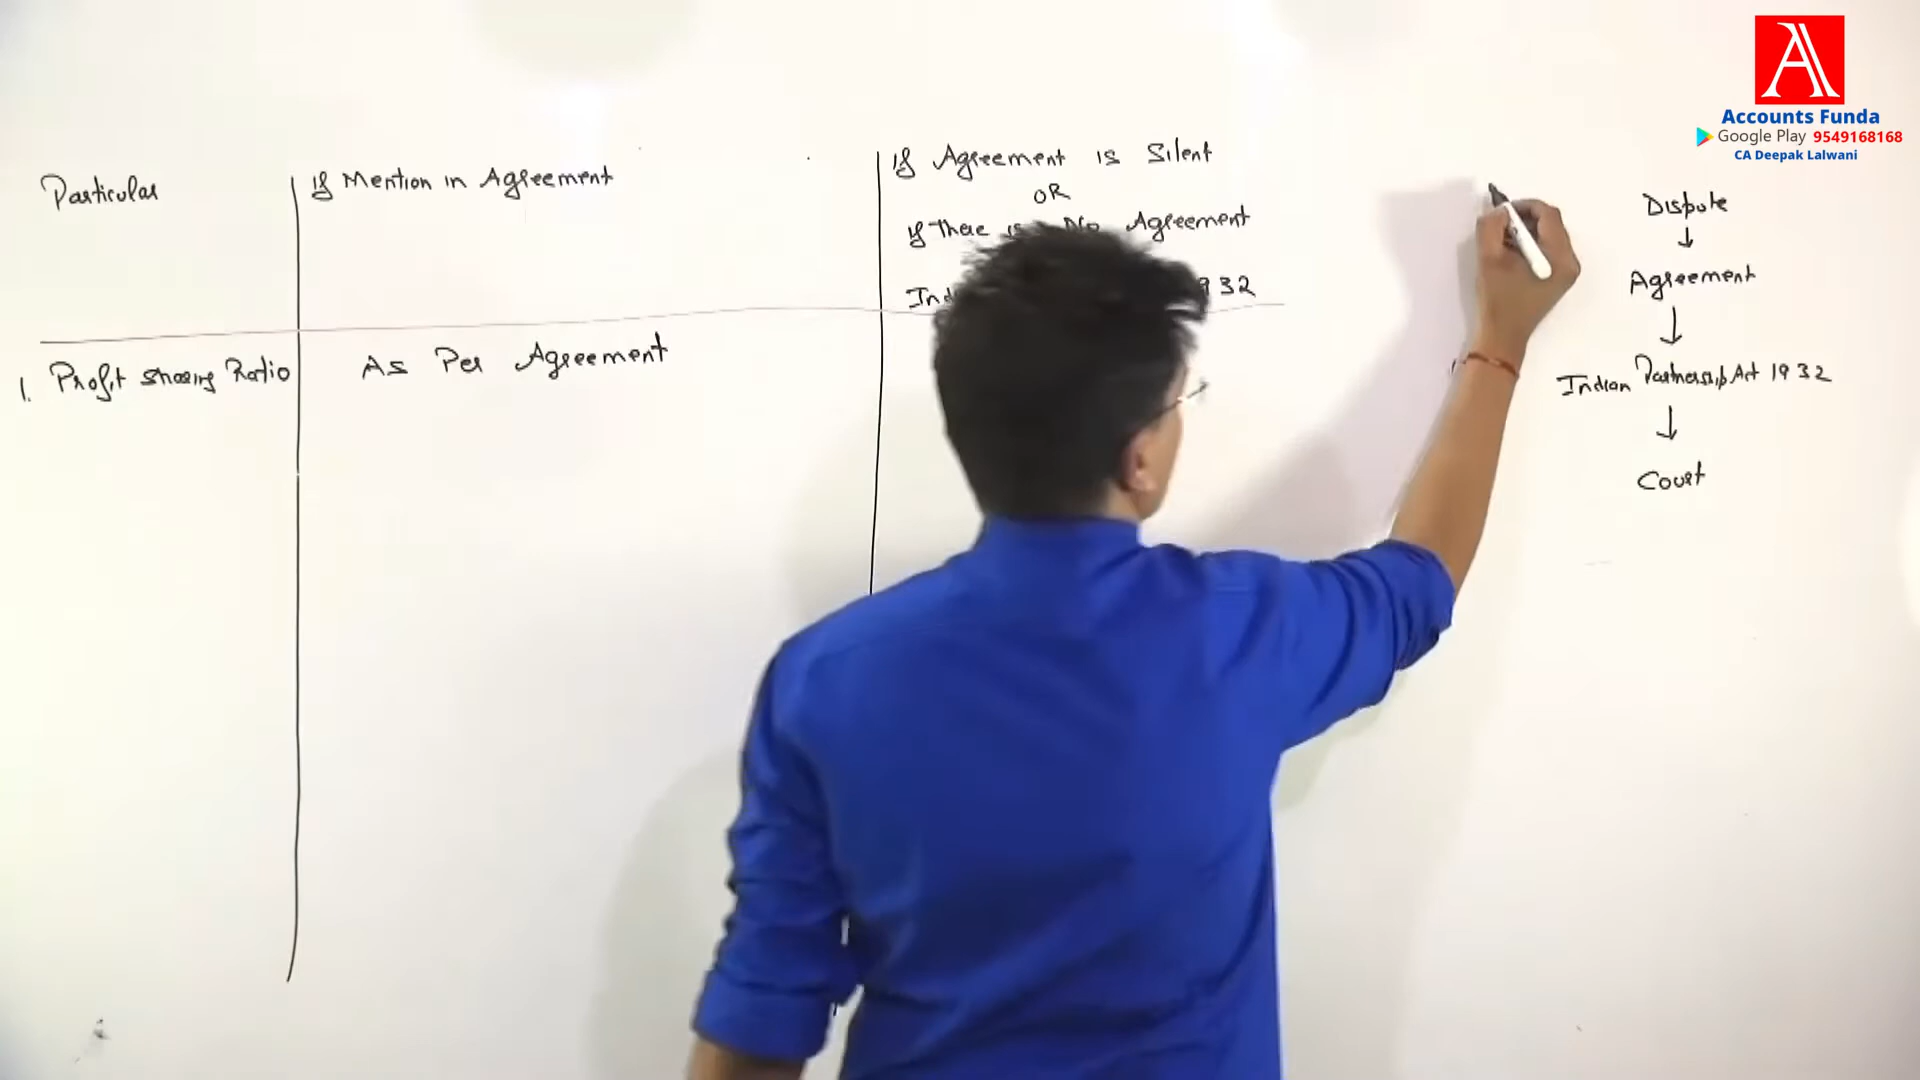 Accounts Funda
Google Play 9549168168
CA Deepak Lalwani
Particular
if Mention in Agreement
if Agreement is Silent
OR
if There is No Agreement
Ind 932
1. Profit sharing Ratio
As Per Agreement
Dispute
↓
Agreement
↓
Indian Partnership Act 1932
↓
Court